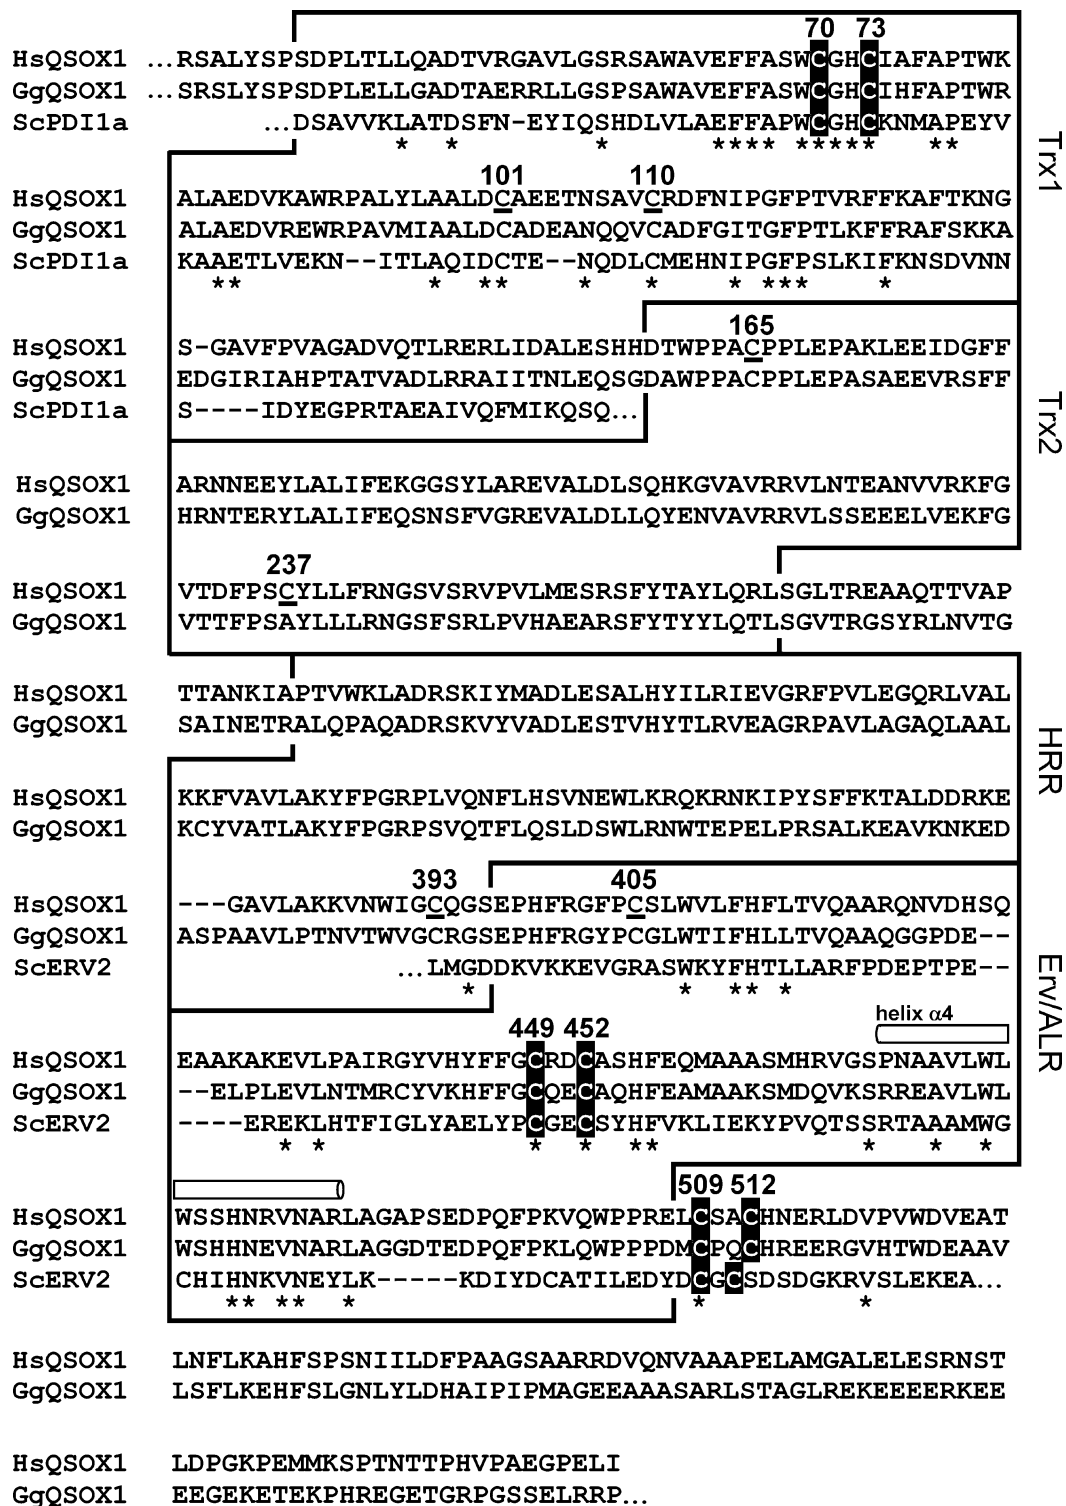 70 73
HsQSOX1 ...RSALYSPSDPLTLLQADTVRGAVLGSRSAWAVEFFASWCGHCIAFAPTWK
GgQSOX1 ...SRSLYSPSDPLELLGADTAERRLLGSPSAWAVEFFASWCGHCIHFAPTWR
ScPDI1a ...DSAVVKLATDSFN-EYIQSHDLVLAEFFAPWCGHCKNMAPEYV
* * * **** ***** **
Trx1
101 110
HsQSOX1 ALAEDVKAWRPALYLAALDCAEETNSAVCRDFNIPGFPTVRFFKAFTKNG
GgQSOX1 ALAEDVREWRPAVMIAALDCADEANQQVCADFGITGFPTLKFFRAFSKKA
ScPDI1a KAAETLVEKN--ITLAQIDCTE--NQDLCMEHNIPGFPSLKIFKNSDVNN
** * ** * * * *** *
165
HsQSOX1 S-GAVFPVAGADVQTLRERLIDALESHHDTWPPACPPLEPAKLEEIDGFF
GgQSOX1 EDGIRIAHPTATVADLRRAIITNLEQSGDAWPPACPPLEPASAEEVRSFF
ScPDI1a S----IDYEGPRTAEAIVQFMIKQSQ...
Trx2
HsQSOX1 ARNNEEYLALIFEKGGSYLAREVALDLSQHKGVAVRRVLNTEANVVRKFG
GgQSOX1 HRNTERYLALIFEQSNSFVGREVALDLLQYENVAVRRVLSSEEELVEKFG
237
HsQSOX1 VTDFPSCYLLFRNGSVSRVPVLMESRSFYTAYLQRLSGLTREAAQTTVAP
GgQSOX1 VTTFPSAYLLLRNGSFSRLPVHAEARSFYTYYLQTLSGVTRGSYRLNVTG
HsQSOX1 TTANKIAPTVWKLADRSKIYMADLESALHYILRIEVGRFPVLEGQRLVAL
GgQSOX1 SAINETRALQPAQADRSKVYVADLESTVHYTLRVEAGRPAVLAGAQLAAL
HRR
HsQSOX1 KKFVAVLAKYFPGRPLVQNFLHSVNEWLKRQKRNKIPYSFFKTALDDRKE
GgQSOX1 KCYVATLAKYFPGRPSVQTFLQSLDSWLRNWTEPELPRSALKEAVKNKED
393 405
HsQSOX1 ---GAVLAKKVNWIGCQGSEPHFRGFPCSLWVLFHFLTVQAARQNVDHSQ
GgQSOX1 ASPAAVLPTNVTWVGCRGSEPHFRGYPCGLWTIFHLLTVQAAQGGPDE--
ScERV2 ...LMGDDKVKKEVGRASWKYFHTLLARFPDEPTPE--
* * ** *
Erv/ALR
helix α4
449 452
HsQSOX1 EAAKAKEVLPAIRGYVHYFFGCRDCASHFEQMAAASMHRVGSPNAAVLWL
GgQSOX1 --ELPLEVLNTMRCYVKHFFGCQECAQHFEAMAAKSMDQVKSRREAVLWL
ScERV2 ----EREKLHTFIGLYAELYPCGECSYHFVKLIEKYPVQTSSRTAAAMWG
* * * * ** * * *
509 512
HsQSOX1 WSSHNRVNARLAGAPSEDPQFPKVQWPPRELCSACHNERLDVPVWDVEAT
GgQSOX1 WSHHNEVNARLAGGDTEDPQFPKLQWPPPDMCPQCHREERGVHTWDEAAV
ScERV2 CHIHNKVNEYLK-----KDIYDCATILEDYDCGCSDSDGKRVSLEKEA...
** ** * * *
HsQSOX1 LNFLKAHFSPSNIILDFPAAGSAARRDVQNVAAAPELAMGALELESRNST
GgQSOX1 LSFLKEHFSLGNLYLDHAIPIPMAGEEAAASARLSTAGLREKEEEERKEE
HsQSOX1 LDPGKPEMMKSPTNTTPHVPAEGPELI
GgQSOX1 EEGEKETEKPHREGETGRPGSSELRRP...